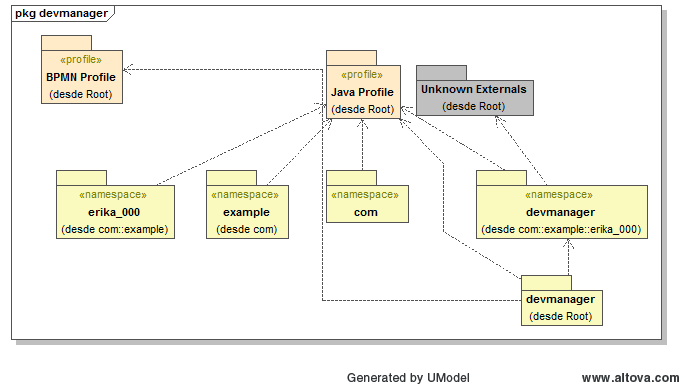 pkg devmanager
«profile»
BPMN Profile
(desde Root)
«profile»
Java Profile
(desde Root)
Unknown Externals
(desde Root)
«namespace»
erika_000
(desde com::example)
«namespace»
example
(desde com)
«namespace»
com
«namespace»
devmanager
(desde com::example::erika_000)
devmanager
(desde Root)
Generated by UModel
www.altova.com